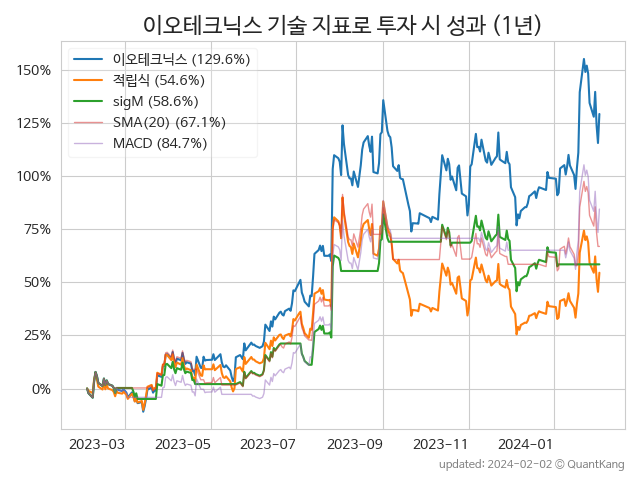 이오테크닉스 기술 지표로 투자 시 성과 (1년)
이오테크닉스 (129.6%)
적립식 (54.6%)
sigM (58.6%)
SMA(20) (67.1%)
MACD (84.7%)
150%
125%
100%
75%
50%
25%
0%
2023-03 2023-05 2023-07 2023-09 2023-11 2024-01
updated: 2024-02-02 © QuantKang